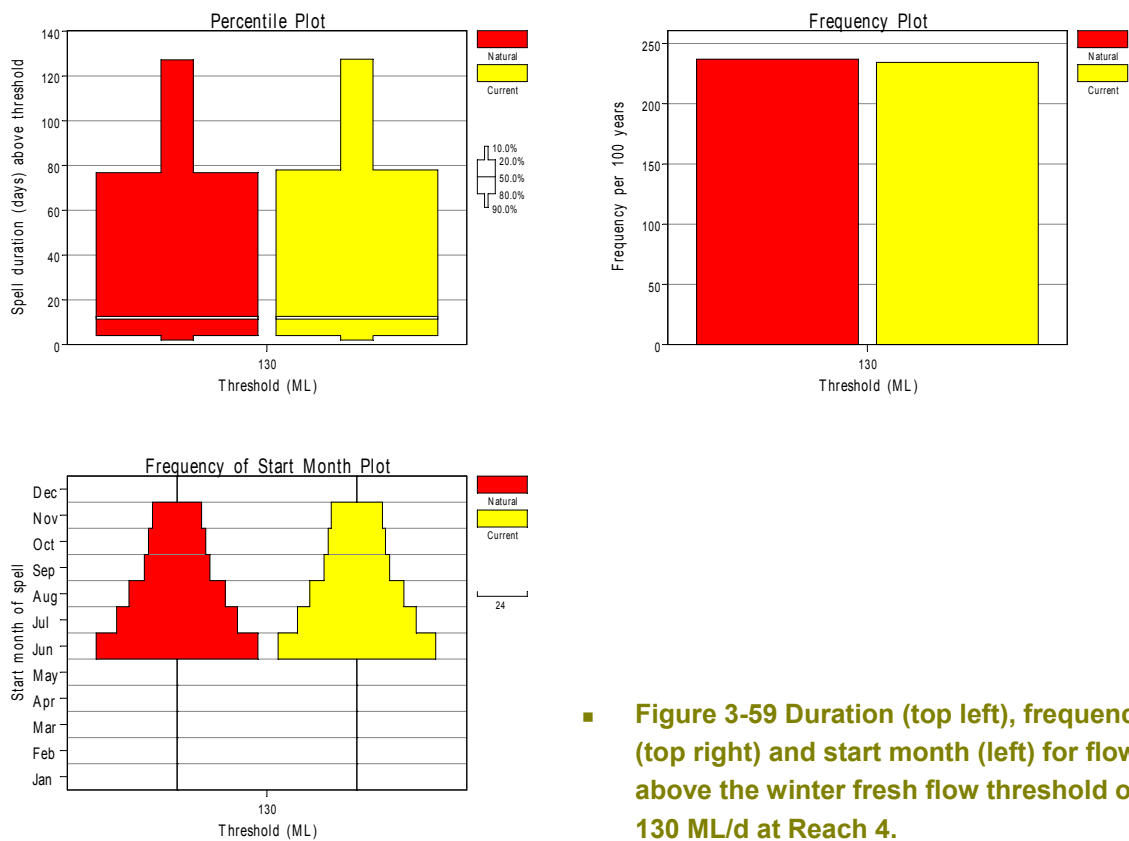 Percentile Plot
140
120
100
80
60
40
20
0
Spell duration (days) above threshold
130
Threshold (ML)
Natural
Current
10.0%
20.0%
50.0%
80.0%
90.0%
Frequency Plot
250
200
150
100
50
0
Frequency per 100 years
130
Threshold (ML)
Natural
Current
Frequency of Start Month Plot
Dec
Nov
Oct
Sep
Aug
Jul
Jun
May
Apr
Mar
Feb
Jan
Start month of spell
130
Threshold (ML)
Natural
Current
24
▪ Figure 3-59 Duration (top left), frequenc
(top right) and start month (left) for flow
above the winter fresh flow threshold o
130 ML/d at Reach 4.